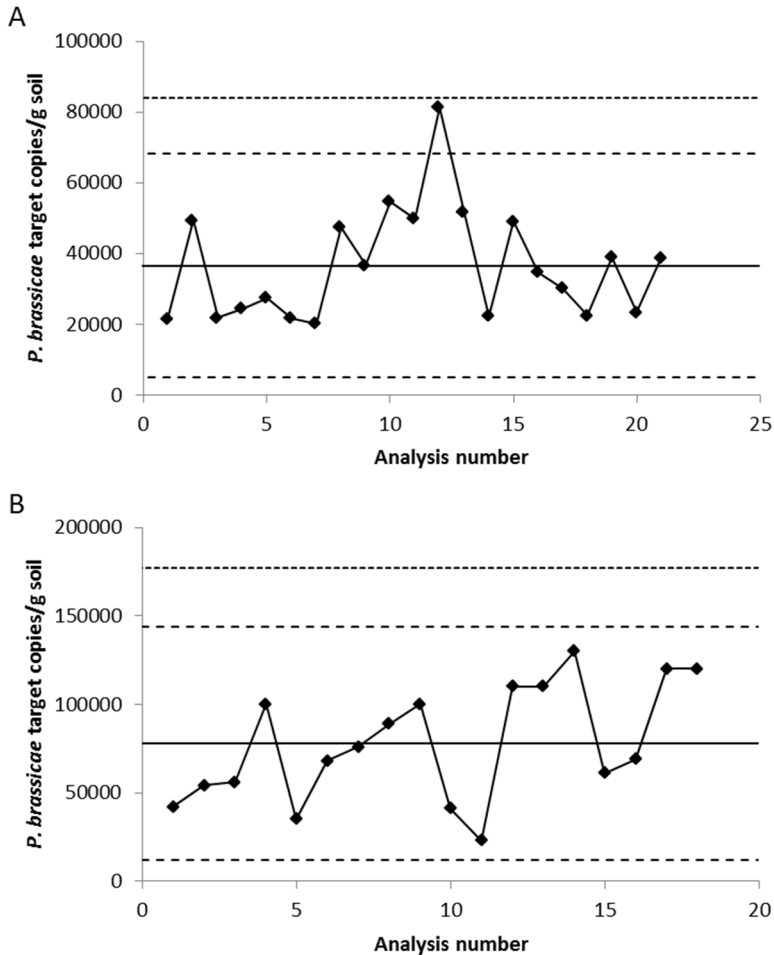 A
P. brassicae target copies/g soil
100000
80000
60000
40000
20000
0
0 5 10 15 20 25
Analysis number
B
P. brassicae target copies/g soil
200000
150000
100000
50000
0
0 5 10 15 20
Analysis number